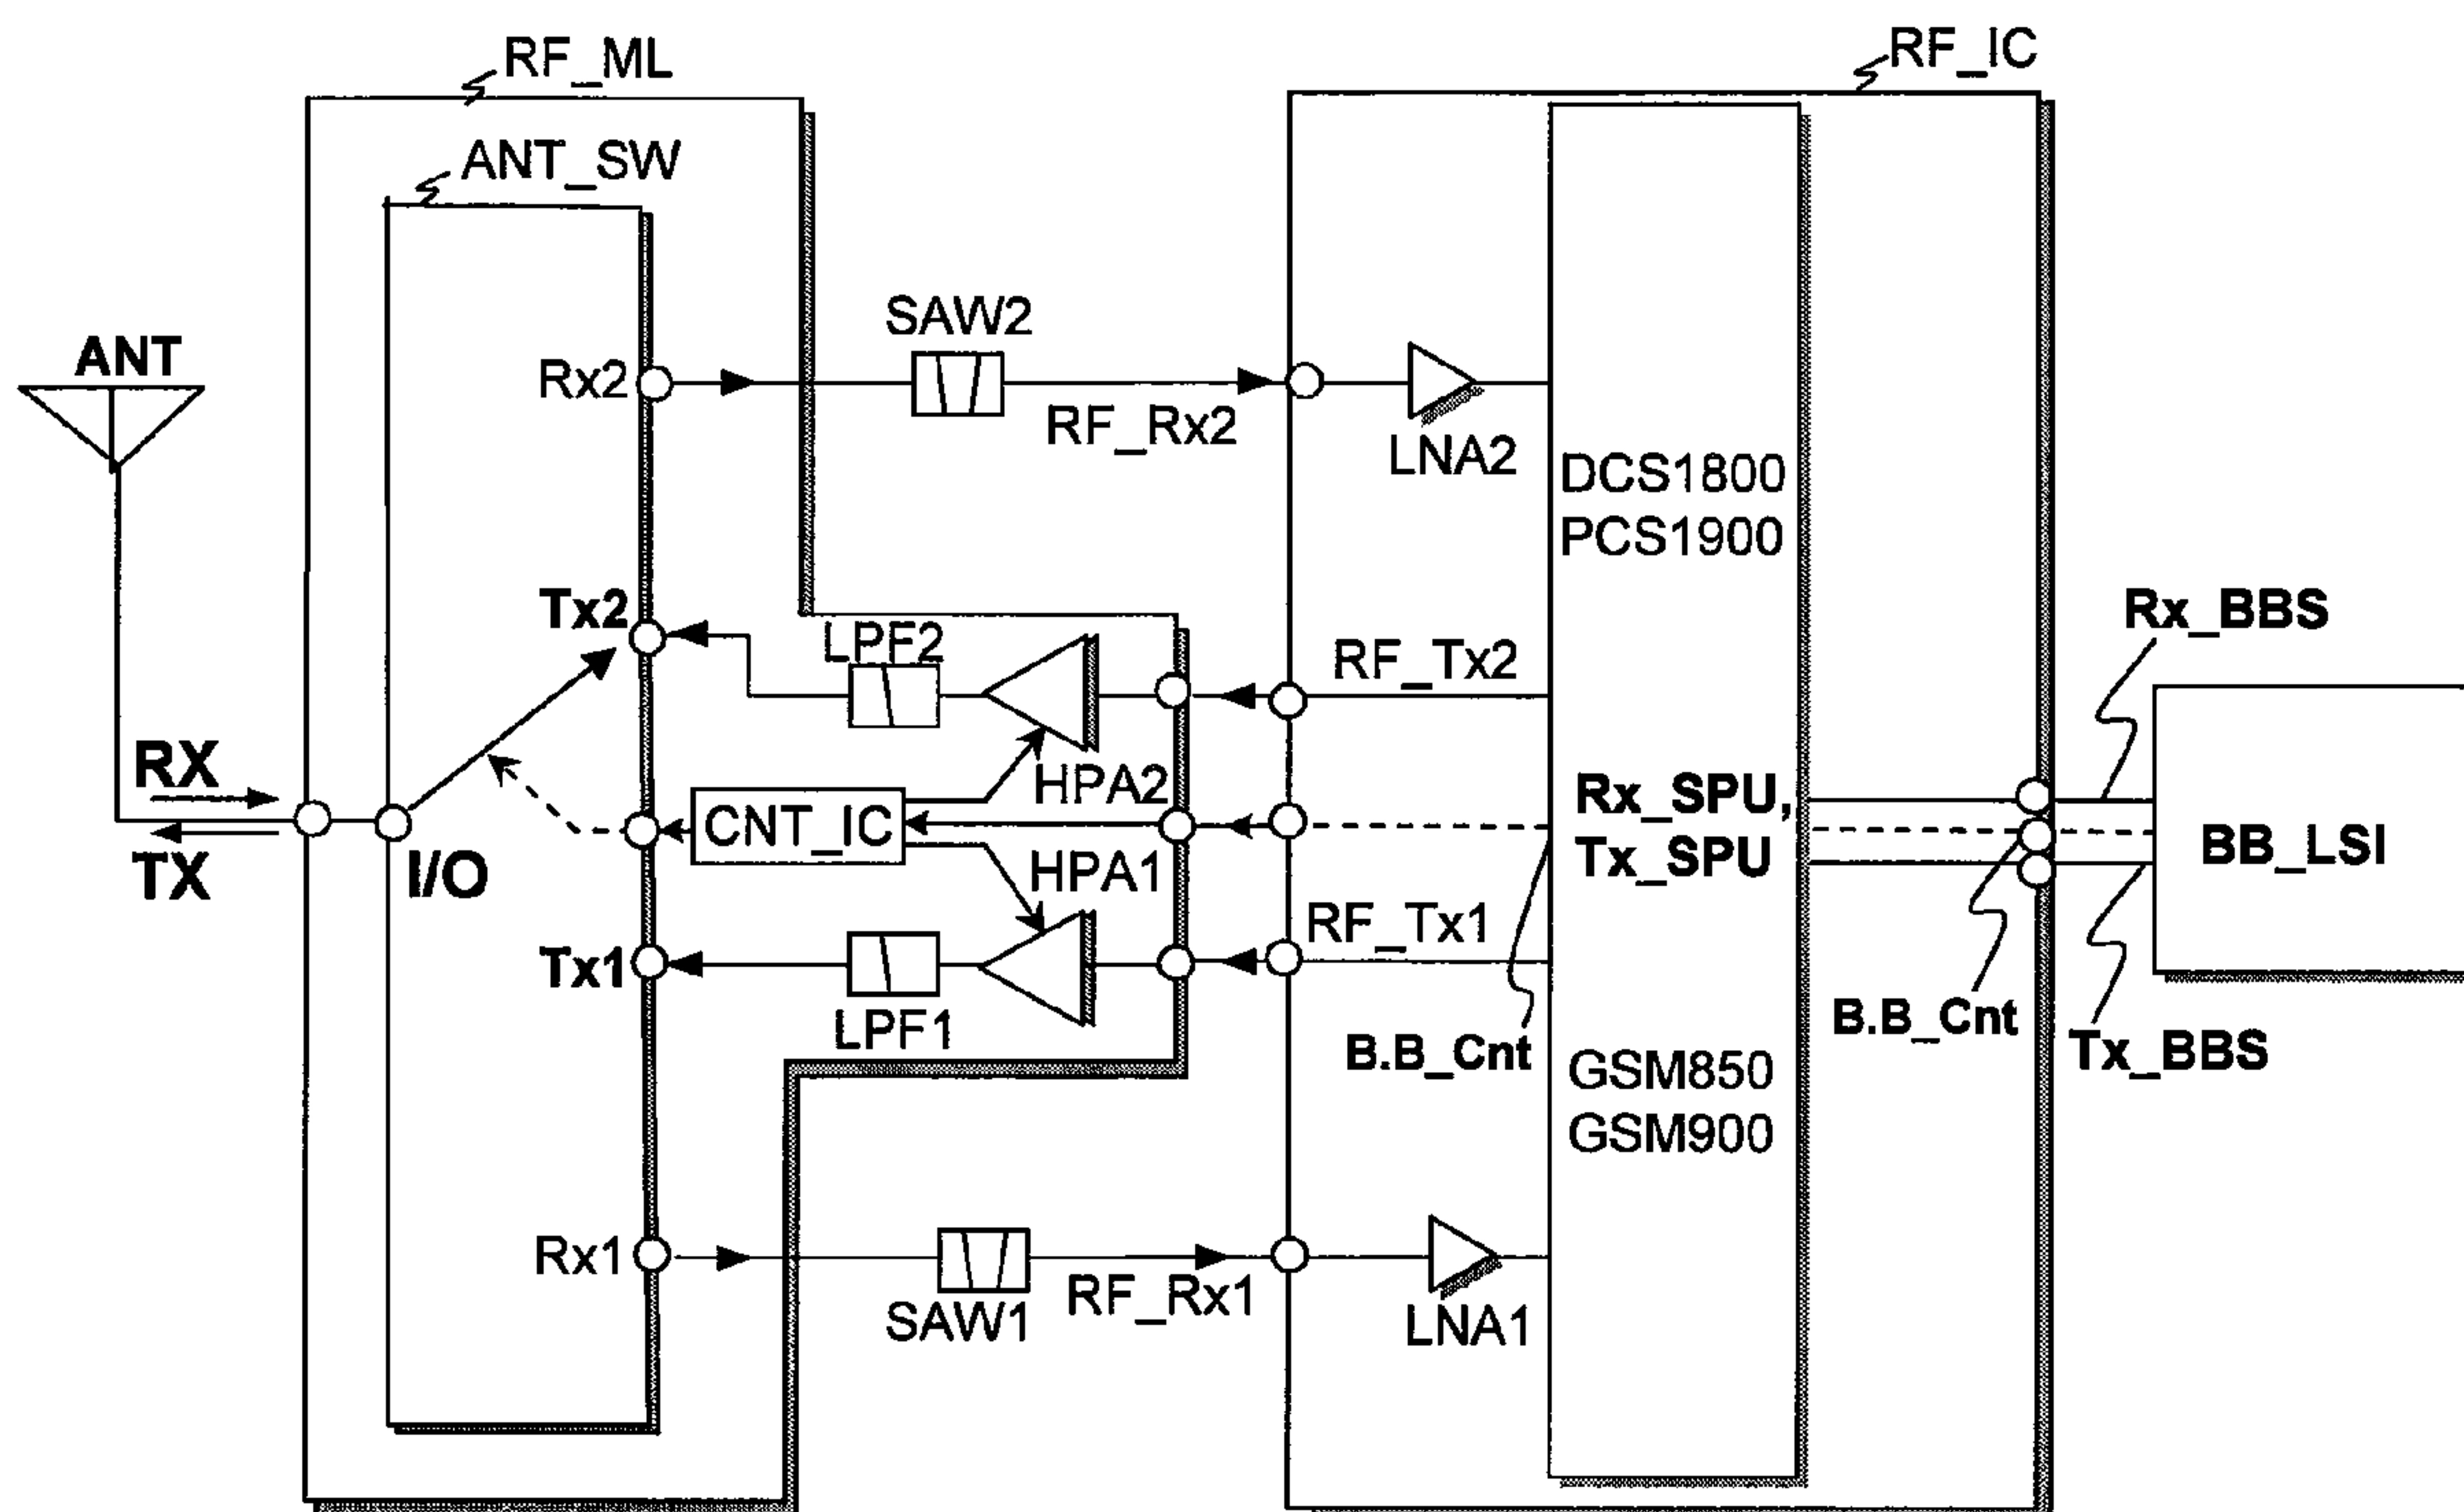 RF_ML
RF_IC
ANT_SW
SAW2
ANT
Rx2
RF_Rx2
LNA2
DCS1800
PCS1900
Tx2
LPF2
RF_Tx2
Rx_BBS
RX
HPA2
CNT_IC
Rx_SPU,
Tx_SPU
BB_LSI
TX
I/O
HPA1
RF_Tx1
Tx1
LPF1
B.B_Cnt
B.B_Cnt
Tx_BBS
GSM850
GSM900
Rx1
SAW1
RF_Rx1
LNA1